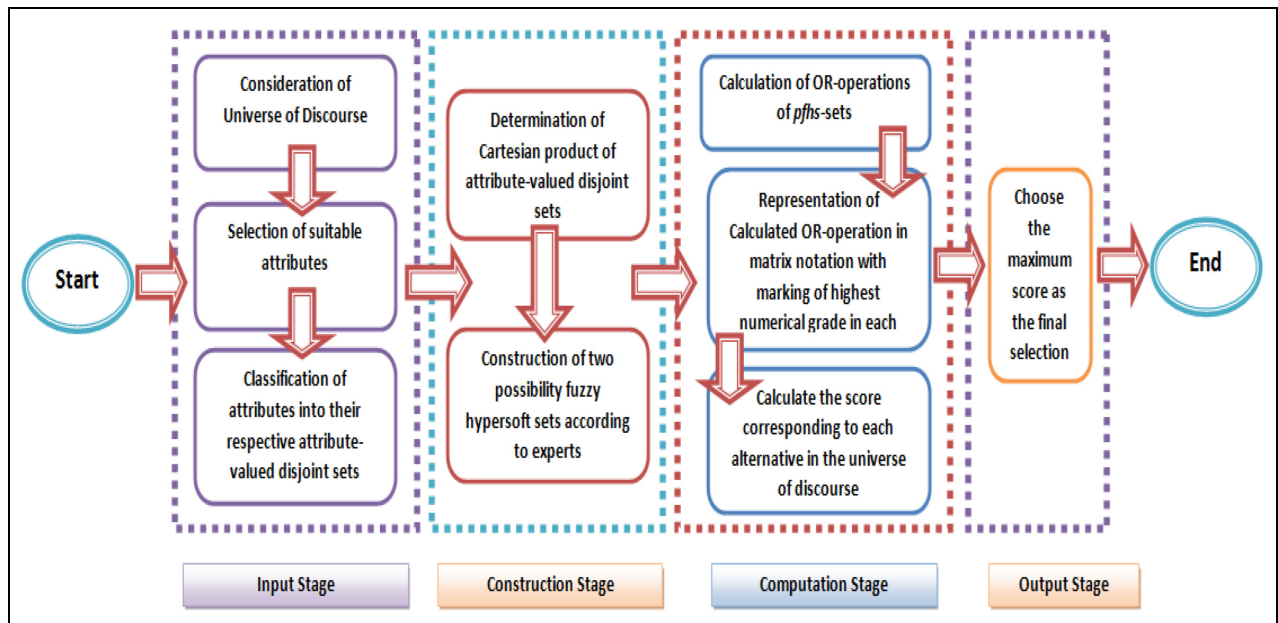 Start
Consideration of
Universe of Discourse
Selection of suitable
attributes
Classification of
attributes into their
respective attribute-
valued disjoint sets
Determination of
Cartesian product of
attribute-valued disjoint
sets
Construction of two
possibility fuzzy
hypersoft sets according
to experts
Calculation of OR-operations
of pfhs-sets
Representation of
Calculated OR-operation in
matrix notation with
marking of highest
numerical grade in each
Calculate the score
corresponding to each
alternative in the universe
of discourse
Choose
the
maximum
score as
the final
selection
End
Input Stage
Construction Stage
Computation Stage
Output Stage